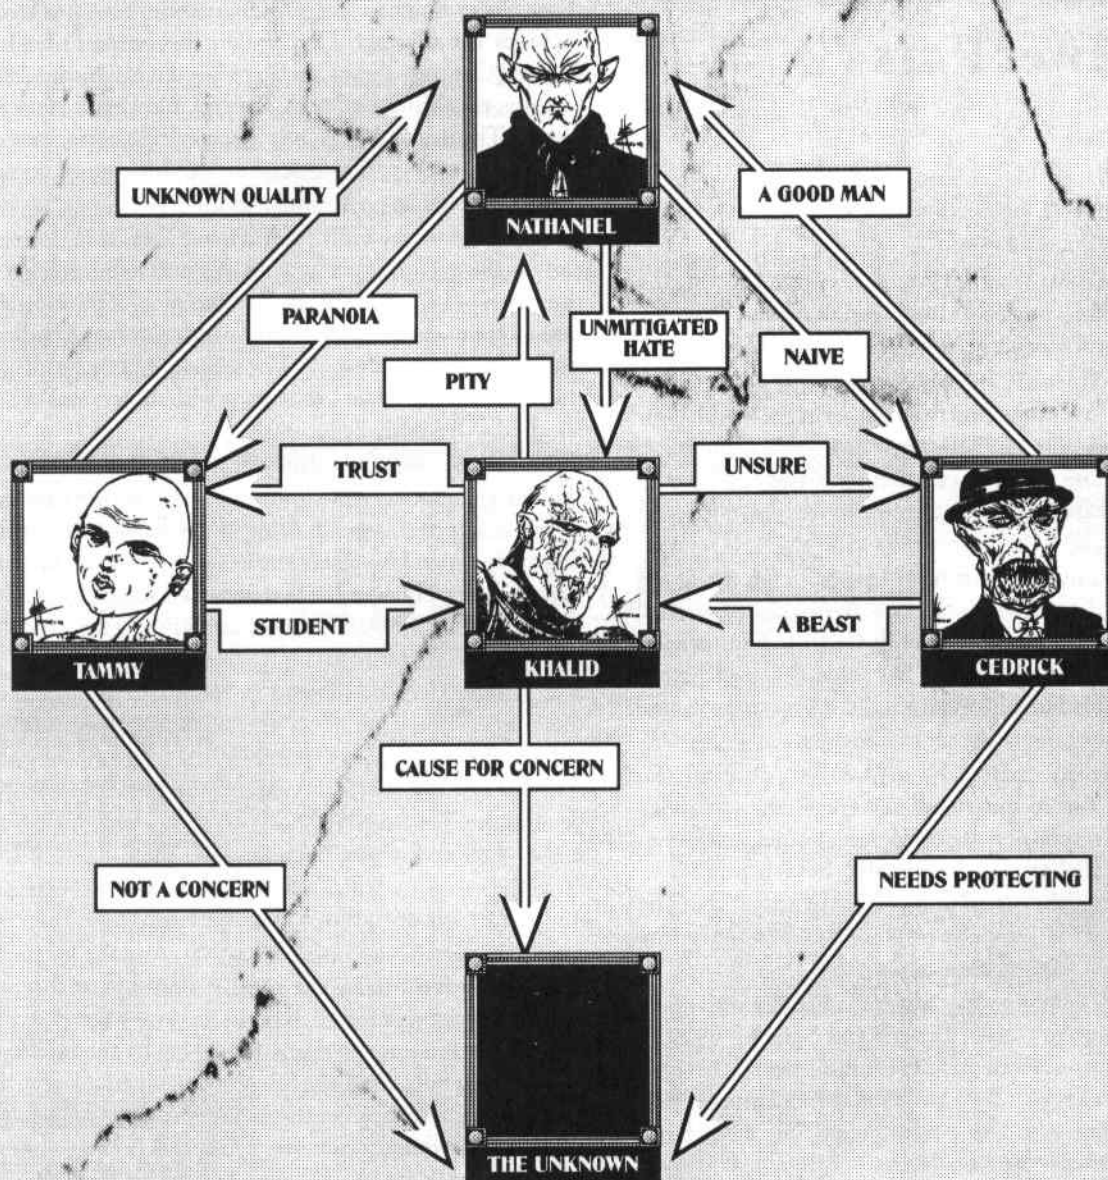 UNKNOWN QUALITY
A GOOD MAN
NATHANIEL
PARANOIA
UNMITIGATED
HATE
NAIVE
PITY
TRUST
UNSURE
STUDENT
A BEAST
TAMMY
KHALID
CEDRICK
CAUSE FOR CONCERN
NOT A CONCERN
NEEDS PROTECTING
THE UNKNOWN